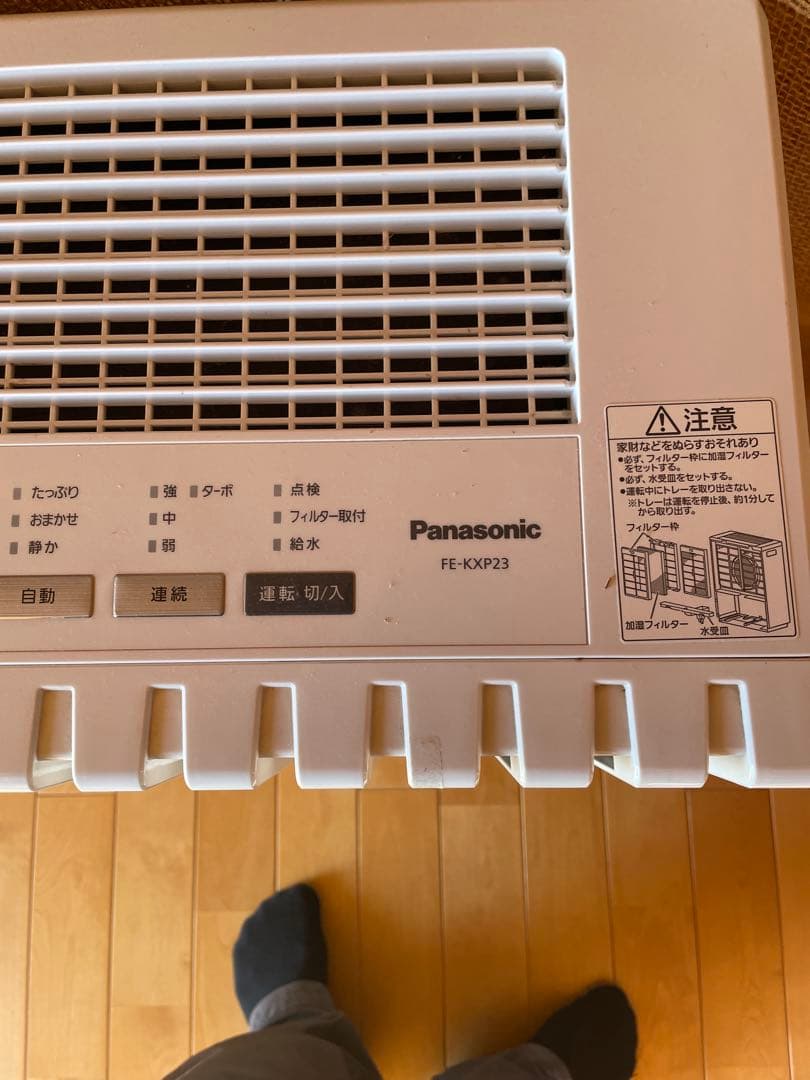 たっぷり
おまかせ
静か
強 ターボ
中
弱
点検
フィルター取付
給水
自動
連続
運転 切/入
Panasonic
FE-KXP23
注意
家財などをぬらすおそれあり
●必ず、フィルター枠に加湿フィルター
をセットする。
●必ず、水受皿をセットする。
●運転中にトレーを取り出さない。
※トレーは運転を停止後、約1分して
から取り出す。
フィルター枠
加湿フィルター
水受皿